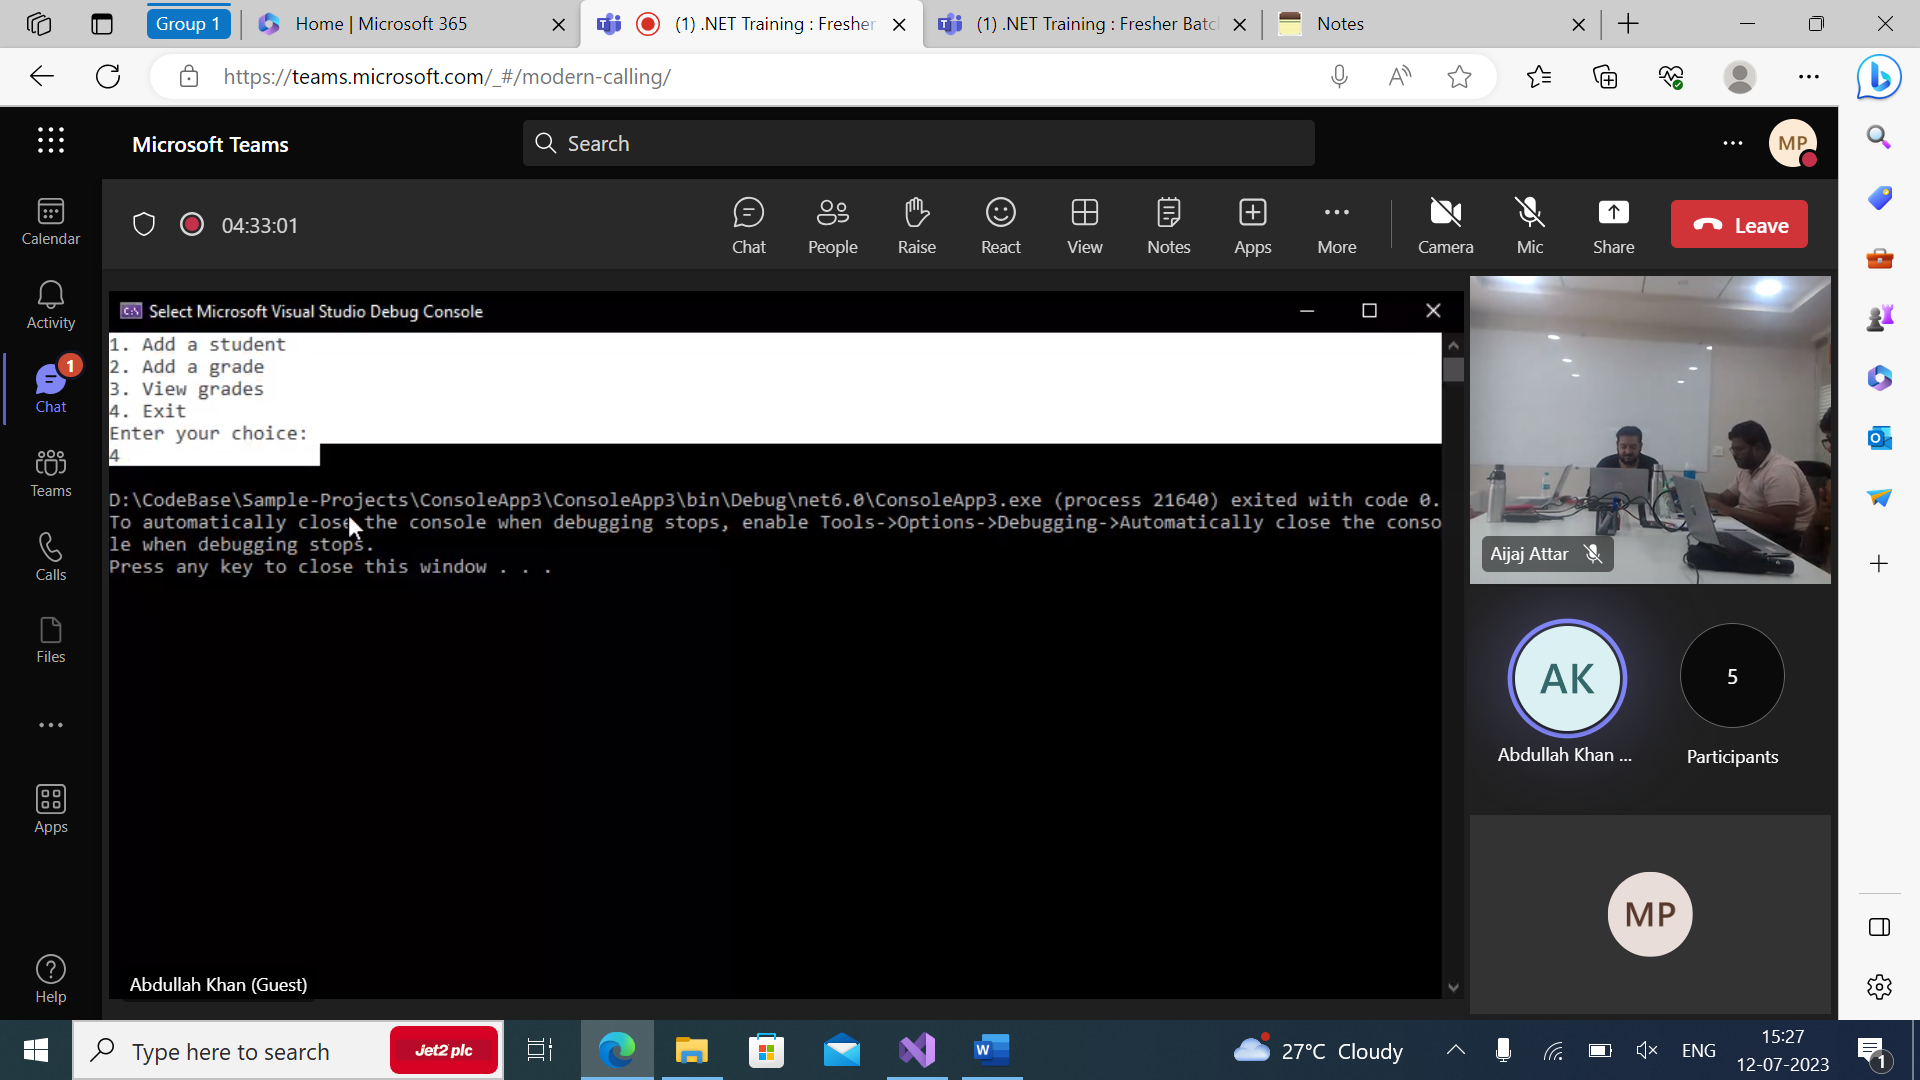 Group 1
Home | Microsoft 365
(1) .NET Training : Fresher
(1) .NET Training : Fresher Batc
Notes
https://teams.microsoft.com/_#/modern-calling/
Microsoft Teams
Search
MP
04:33:01
Chat
People
Raise
React
View
Notes
Apps
More
Camera
Mic
Share
Leave
Calendar
Activity
1
Chat
Teams
Calls
Files
Apps
Help
Select Microsoft Visual Studio Debug Console
1. Add a student
2. Add a grade
3. View grades
4. Exit
Enter your choice:
4
D:\CodeBase\Sample-Projects\ConsoleApp3\ConsoleApp3\bin\Debug\net6.0\ConsoleApp3.exe (process 21640) exited with code 0.
To automatically close the console when debugging stops, enable Tools->Options->Debugging->Automatically close the conso
le when debugging stops.
Press any key to close this window . . .
Abdullah Khan (Guest)
Aijaj Attar
AK
Abdullah Khan ...
5
Participants
MP
Type here to search
Jet2 plc
27°C Cloudy
ENG
15:27
12-07-2023
1